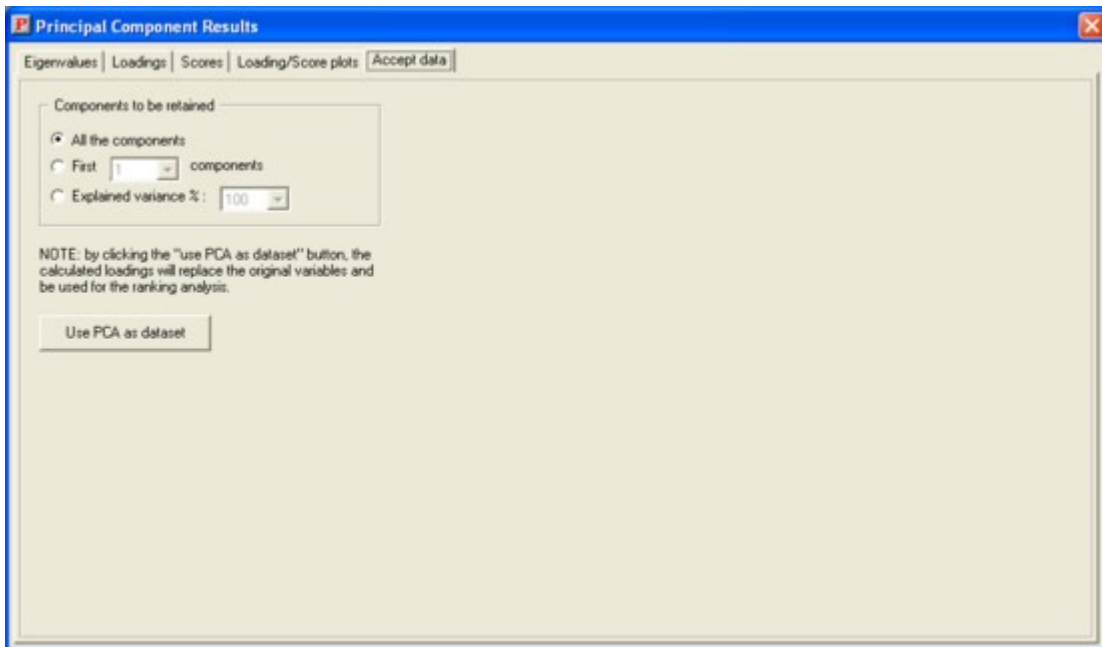 P Principal Component Results
Eigenvalues Loadings Scores Loading/Score plots Accept data
Components to be retained
All the components
First 1 components
Explained variance % : 100
NOTE: by clicking the "use PCA as dataset" button, the
calculated loadings will replace the original variables and
be used for the ranking analysis.
Use PCA as dataset